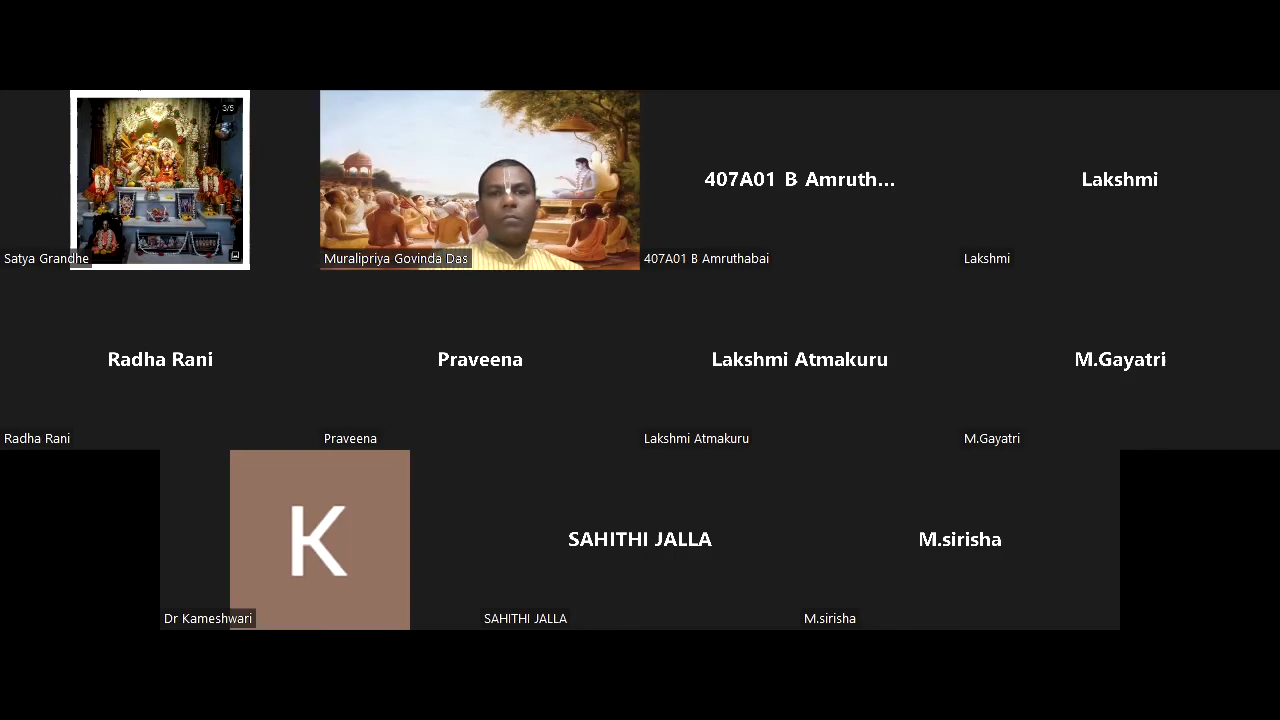 3/5
Satya Grandhe
Muralipriya Govinda Das
407A01 B Amruth...
407A01 B Amruthabai
Lakshmi
Lakshmi
Radha Rani
Radha Rani
Praveena
Praveena
Lakshmi Atmakuru
Lakshmi Atmakuru
M.Gayatri
M.Gayatri
K
Dr Kameshwari
SAHITHI JALLA
SAHITHI JALLA
M.sirisha
M.sirisha